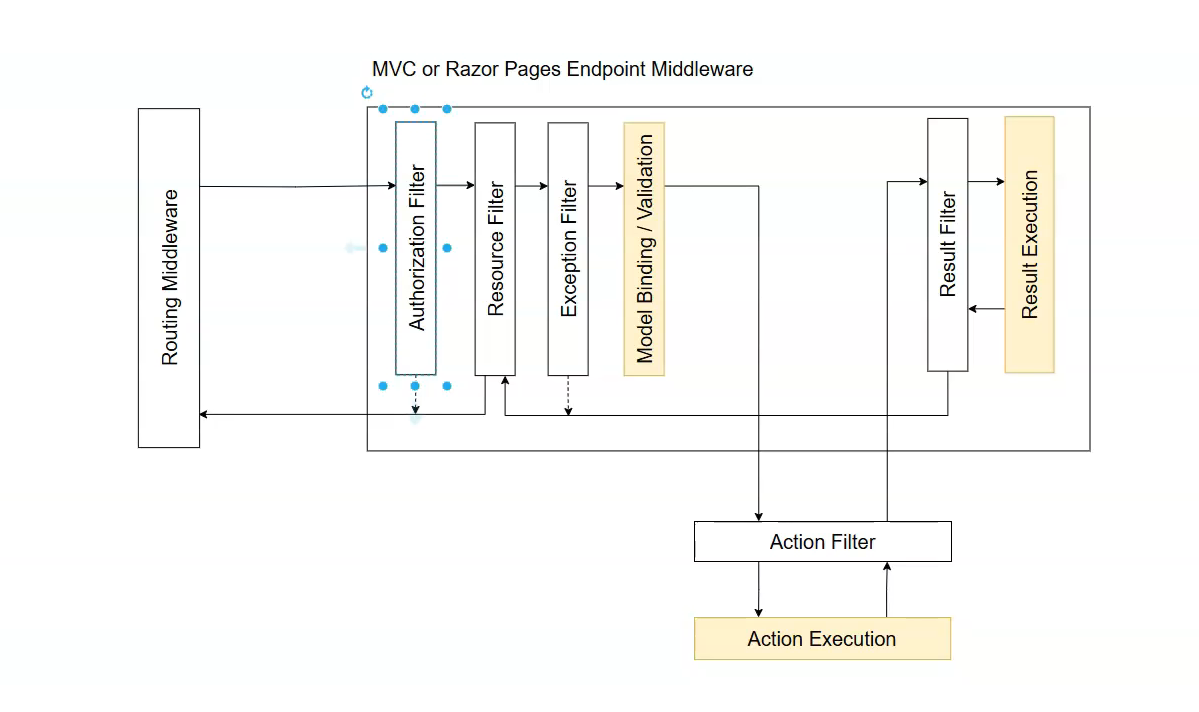 MVC or Razor Pages Endpoint Middleware
Routing Middleware
Authorization Filter
Resource Filter
Exception Filter
Model Binding / Validation
Result Filter
Result Execution
Action Filter
Action Execution